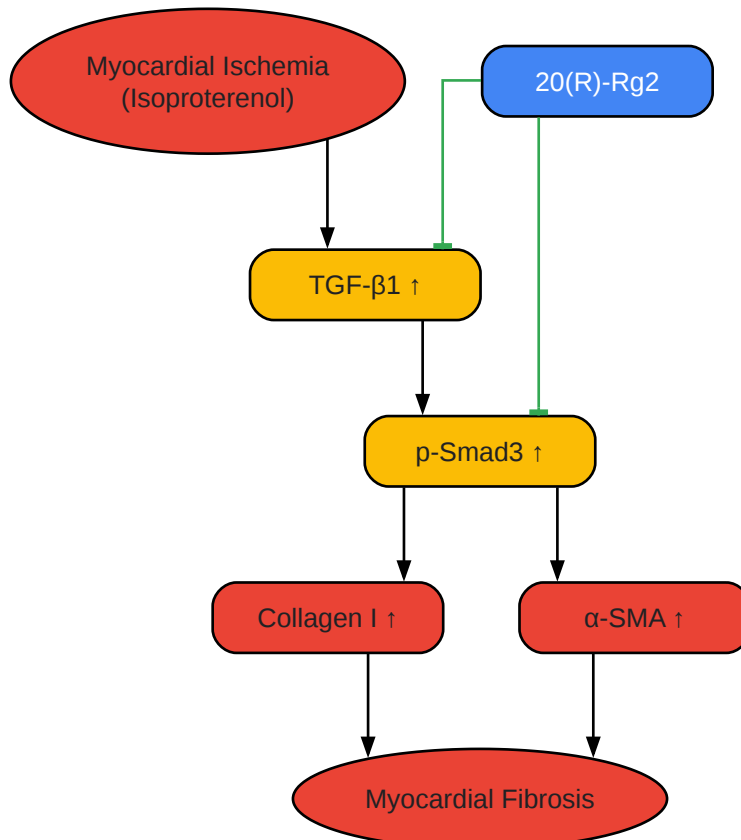 Myocardial Ischemia
(Isoproterenol)
20(R)-Rg2
TGF-β1 ↑
p-Smad3 ↑
Collagen I ↑
α-SMA ↑
Myocardial Fibrosis